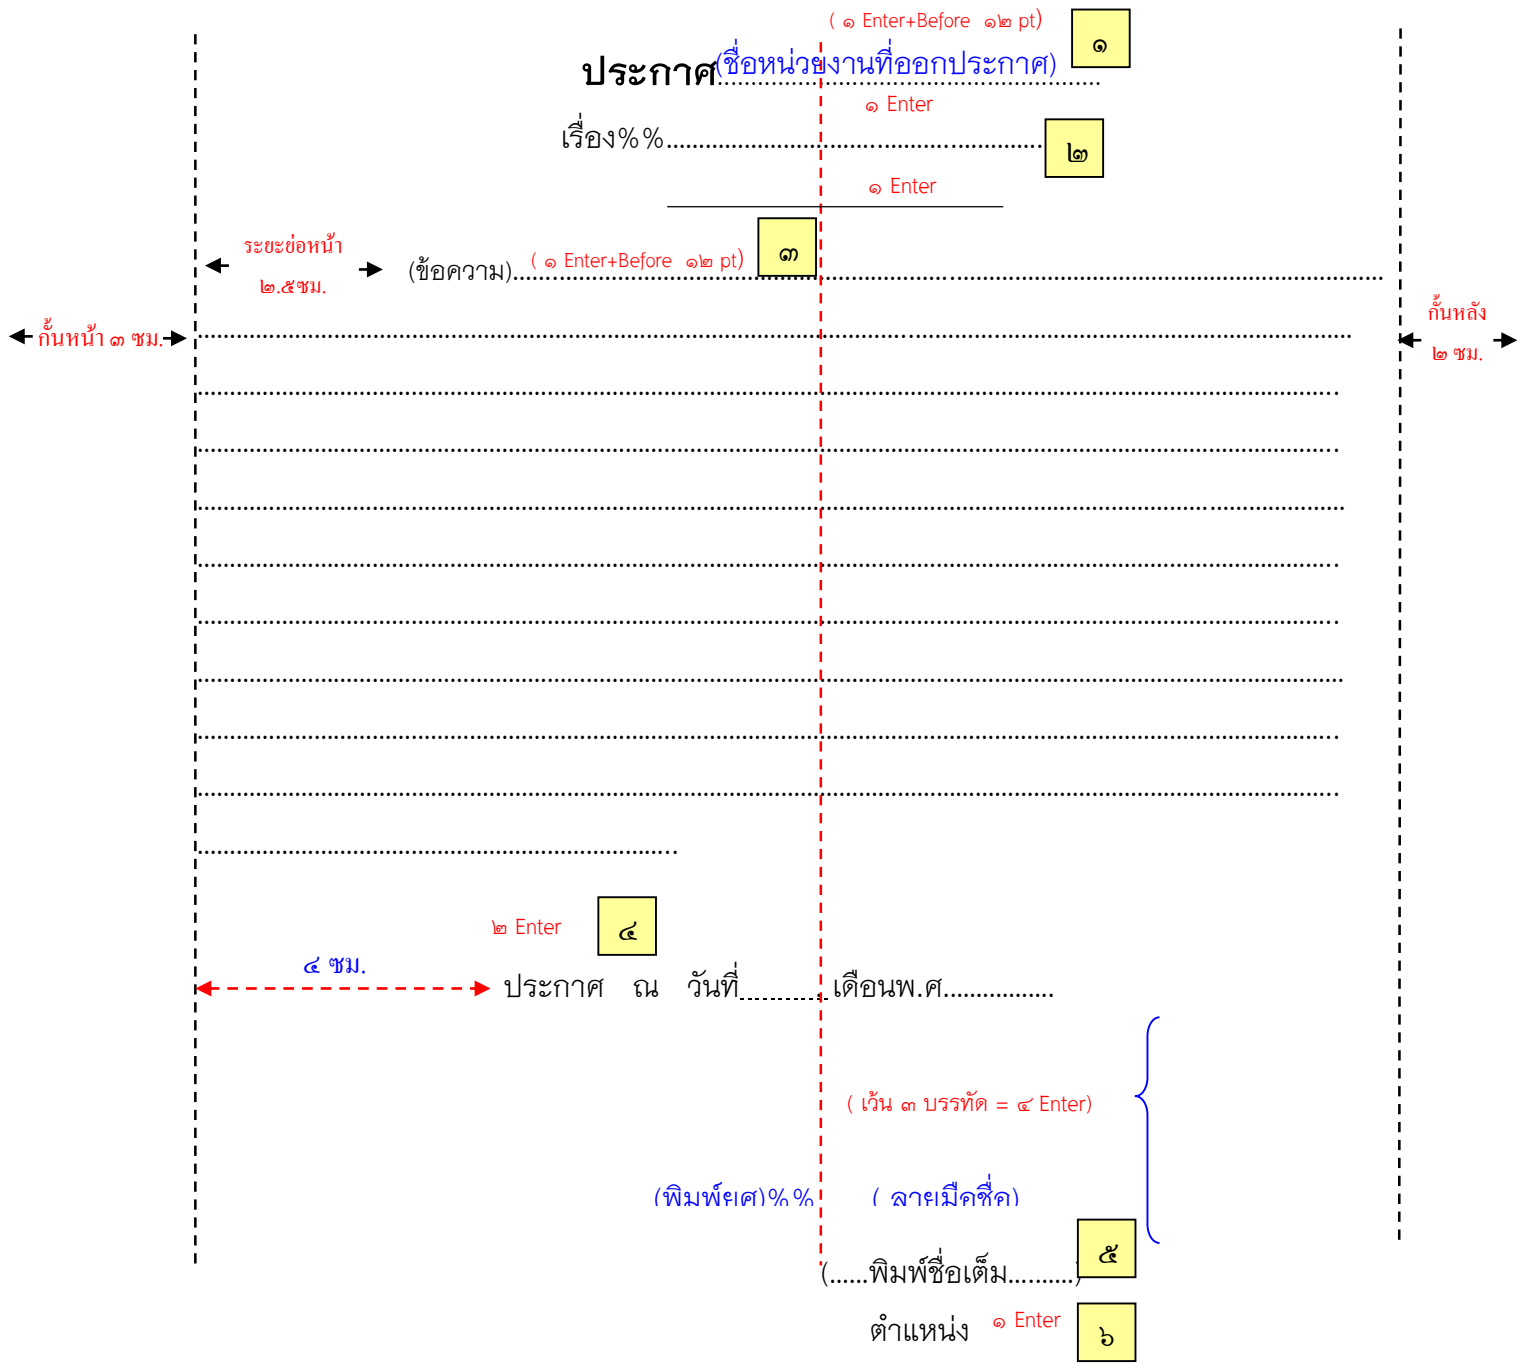 ( ๑ Enter+Before ๑๒ pt)
๑
ประกาศ(ชื่อหน่วยงานที่ออกประกาศ)................................................
๑ Enter
เรื่อง%%..........................................................
๒
๑ Enter
๓
ระยะย่อหน้า
๒.๕ซม.
(ข้อความ)........................................................................................................................
( ๑ Enter+Before ๑๒ pt)
กั้นหน้า ๓ ซม.
กั้นหลัง
๒ ซม.
................................................................................................................................
................................................................................................................................
................................................................................................................................
................................................................................................................................
................................................................................................................................
................................................................................................................................
................................................................................................................................
................................................................................................................................
................................................................................................................................
..........................................................................
๒ Enter
๔
๔ ซม.
ประกาศ ณ วันที่..............เดือนพ.ศ.................
( เว้น ๓ บรรทัด = ๔ Enter)
(พิมพ์ยศ)%% ( ลายมือชื่อ)
๕
(......พิมพ์ชื่อเต็ม..........)
ตำแหน่ง ๑ Enter
๖